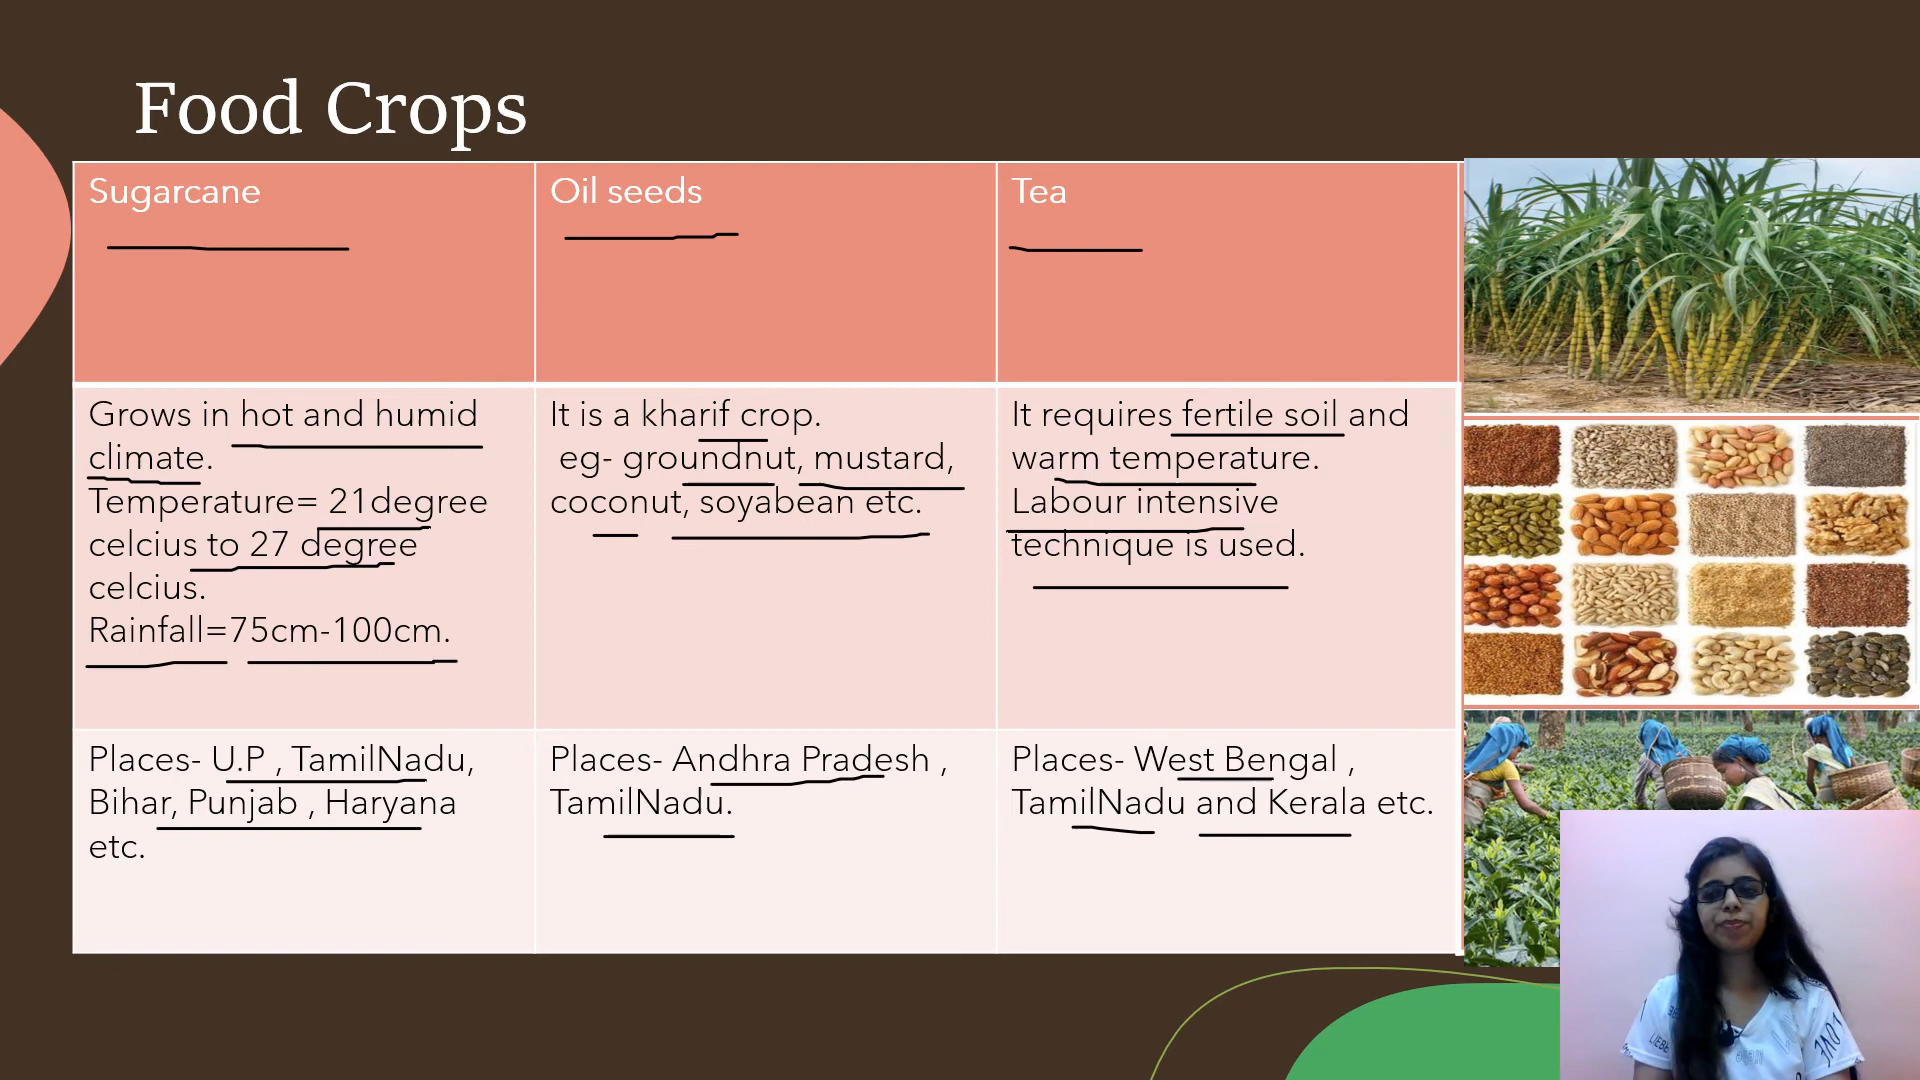 Food Crops
Sugarcane
Oil seeds
Tea
Grows in hot and humid
climate.
Temperature= 21degree
celcius to 27 degree
celcius.
Rainfall=75cm-100cm.
It is a kharif crop.
eg- groundnut, mustard,
coconut, soyabean etc.
It requires fertile soil and
warm temperature.
Labour intensive
technique is used.
Places- U.P , TamilNadu,
Bihar, Punjab , Haryana
etc.
Places- Andhra Pradesh ,
TamilNadu.
Places- West Bengal ,
TamilNadu and Kerala etc.